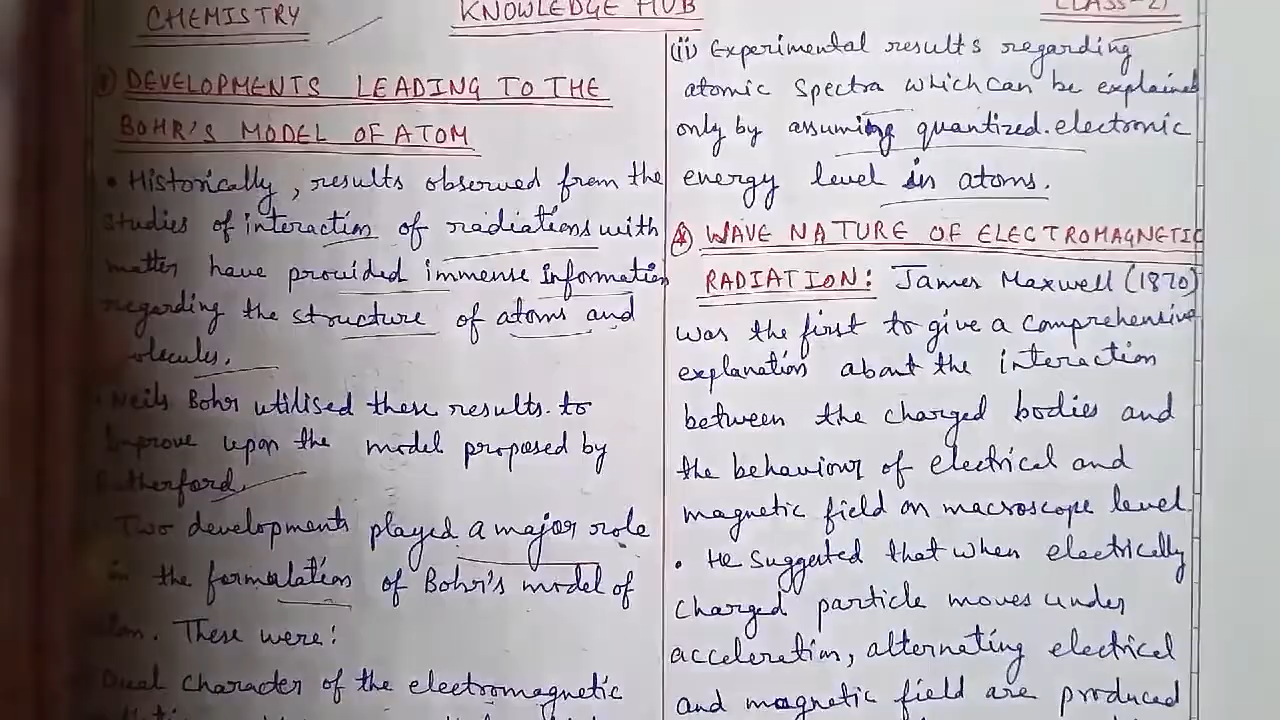 CHEMISTRY
KNOWLEDGE HUB
CLASS-2)
DEVELOPMENTS LEADING TO THE
BOHR'S MODEL OF ATOM
• Historically, results observed from the
studies of interaction of radiations with
matter have provided immense information
regarding the structure of atoms and
olecules.
• Neils Bohr utilised these results to
improve upon the model proposed by
Rutherford.
Two developments played a major role
in the formulation of Bohr's model of
These were:
Dual character of the electromagnetic
(ii) Experimental results regarding
atomic spectra which can be explained
only by assuming quantized electronic
energy level in atoms.
WAVE NATURE OF ELECTROMAGNETIC
RADIATION: James Maxwell (1870)
was the first to give a comprehensive
explanation about the interaction
between the charged bodies and
the behaviour of electrical and
magnetic field on macroscope level
• He suggested that when electrically
charged particle moves under
acceleration, alternating electrical
and magnetic field are produced